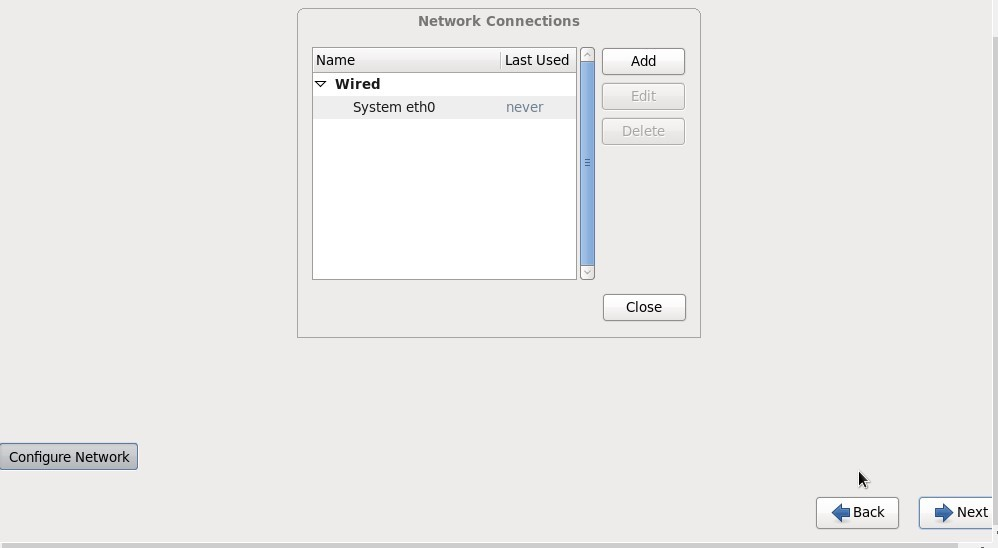 Network Connections
Name Last Used
Wired
System eth0 never
Add
Edit
Delete
Close
Configure Network
Back
Next